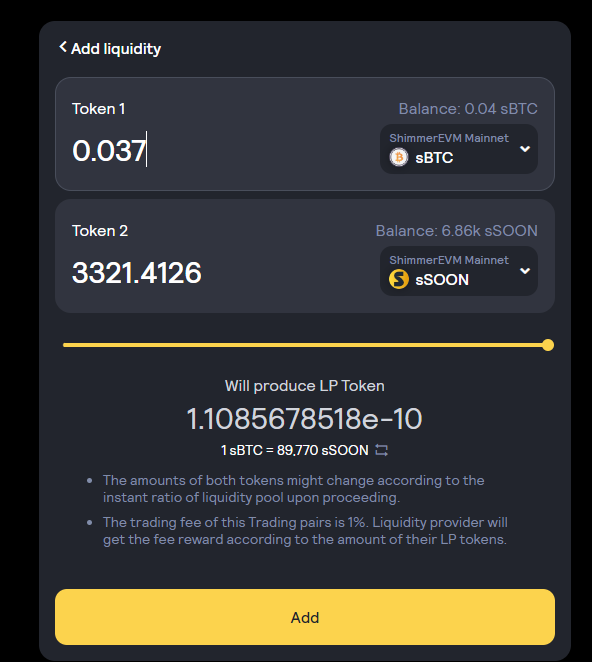 Add liquidity
Token 1
Balance: 0.04 sBTC
0.037
ShimmerEVM Mainnet
sBTC
Token 2
Balance: 6.86k sSOON
3321.4126
ShimmerEVM Mainnet
sSOON
Will produce LP Token
1.1085678518e-10
1 sBTC = 89,770 sSOON
• The amounts of both tokens might change according to the
instant ratio of liquidity pool upon proceeding.
• The trading fee of this Trading pairs is 1%. Liquidity provider will
get the fee reward according to the amount of their LP tokens.
Add